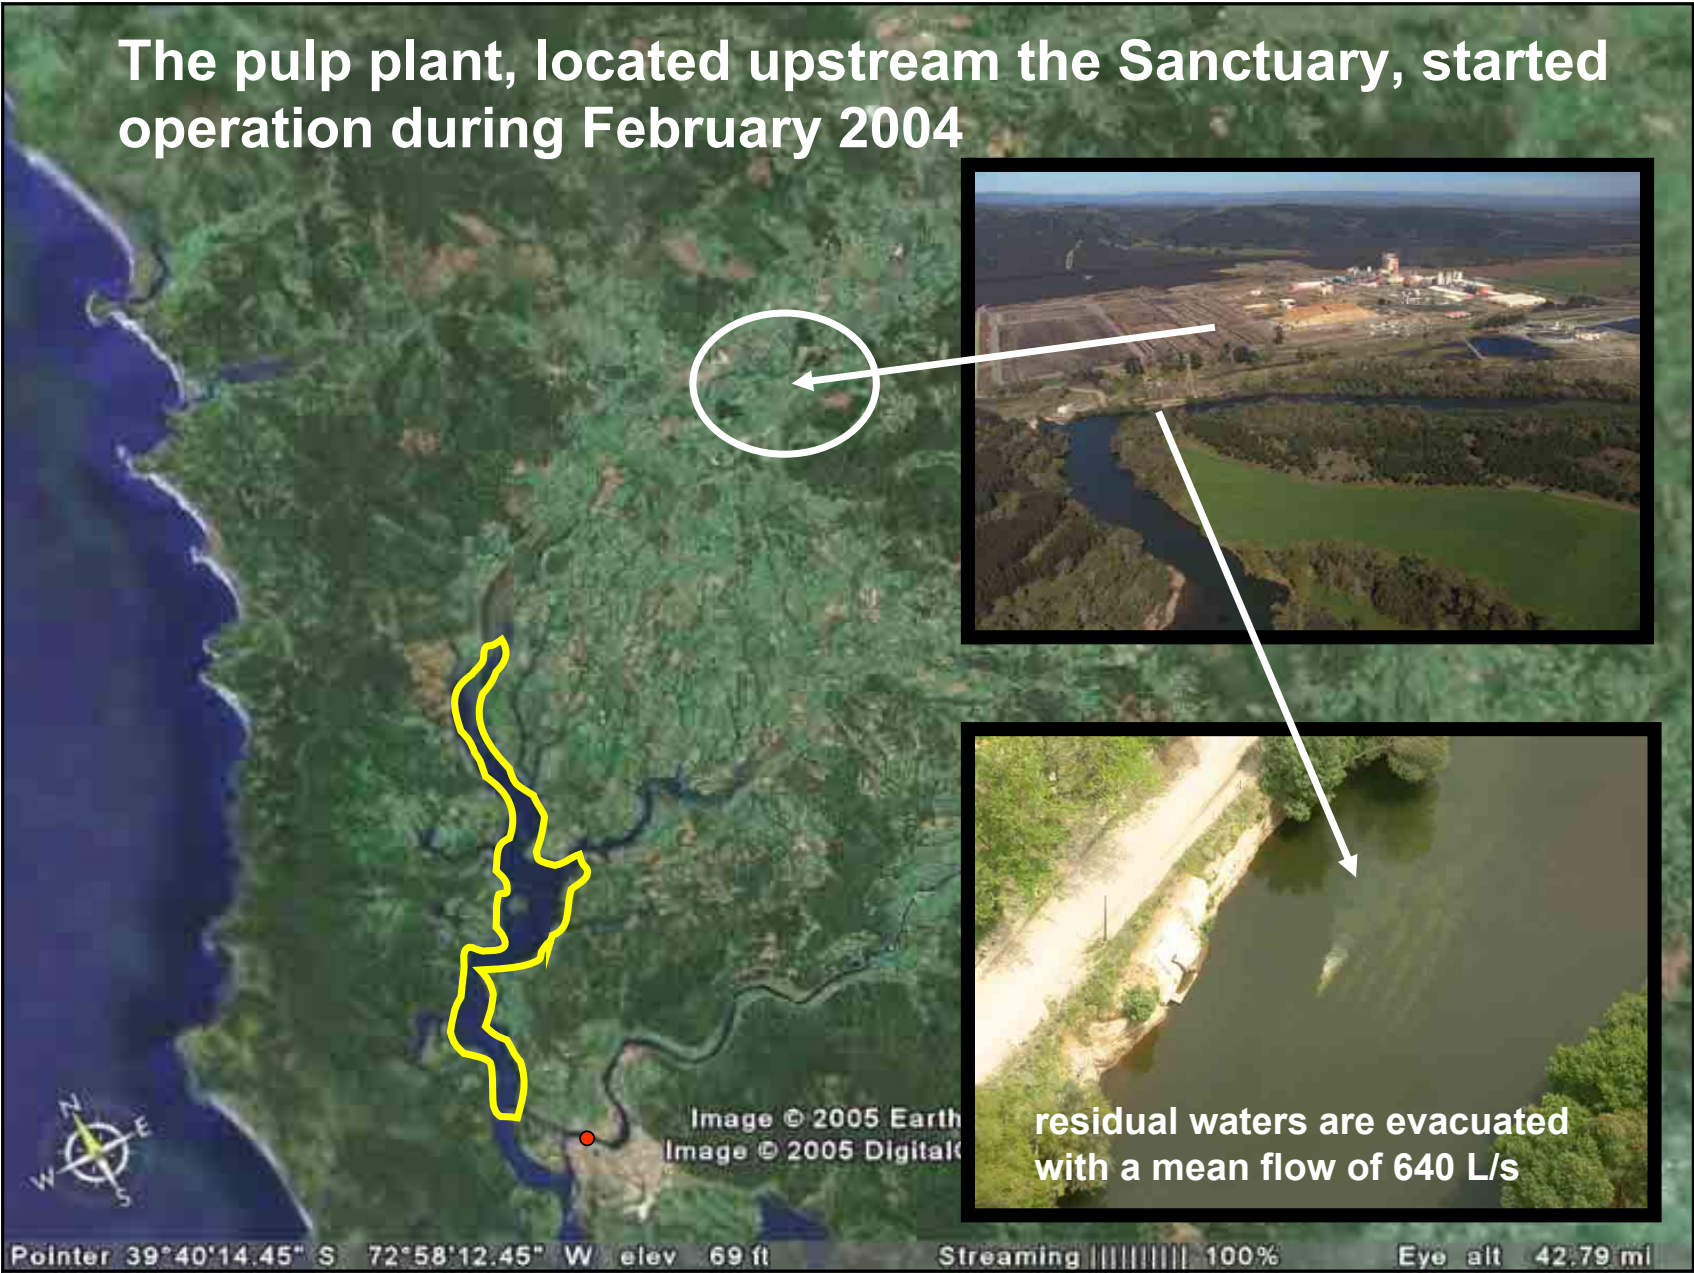 The pulp plant, located upstream the Sanctuary, started
operation during February 2004
N
E
W
S
Image © 2005 Earth
Image © 2005 Digital
residual waters are evacuated
with a mean flow of 640 L/s
Pointer 39°40'14.45" S 72°58'12.45" W elev 69 ft Streaming |||||||||| 100% Eye alt 42.79 mi